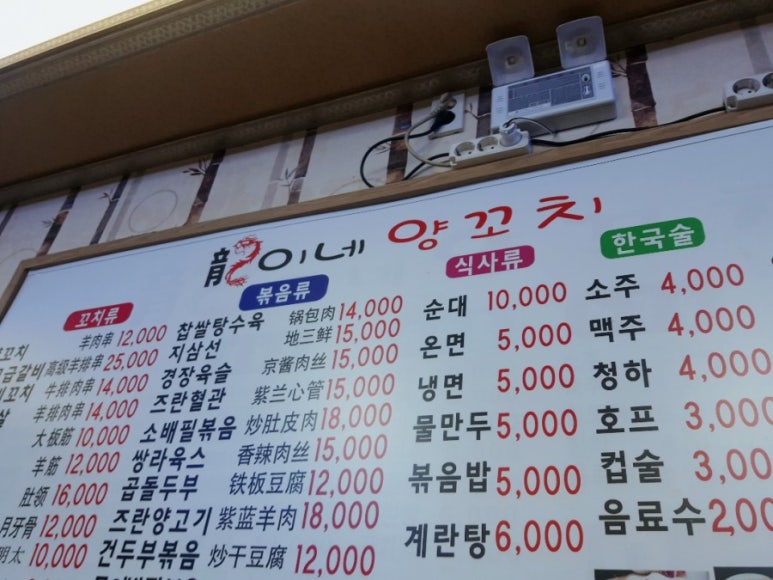 龍이네 양꼬치
꼬치류
羊肉串 12,000
高级羊排串 25,000
牛排肉串 14,000
羊排肉串 14,000
大板筋 10,000
羊筋 12,000
肚领 16,000
月牙骨 12,000
明太 10,000
볶음류
찹쌀탕수육 锅包肉 14,000
지삼선 地三鲜 15,000
경장육슬 京酱肉丝 15,000
즈란혈관 紫兰心管 15,000
소배필볶음 炒肚皮肉 18,000
쌍라육스 香辣肉丝 15,000
곱돌두부 铁板豆腐 12,000
즈란양고기 紫蓝羊肉 18,000
건두부볶음 炒干豆腐 12,000
식사류
순대 10,000
온면 5,000
냉면 5,000
물만두 5,000
볶음밥 5,000
계란탕 6,000
한국술
소주 4,000
맥주 4,000
청하 4,000
호프 3,000
컵술 3,00
음료수 2,00